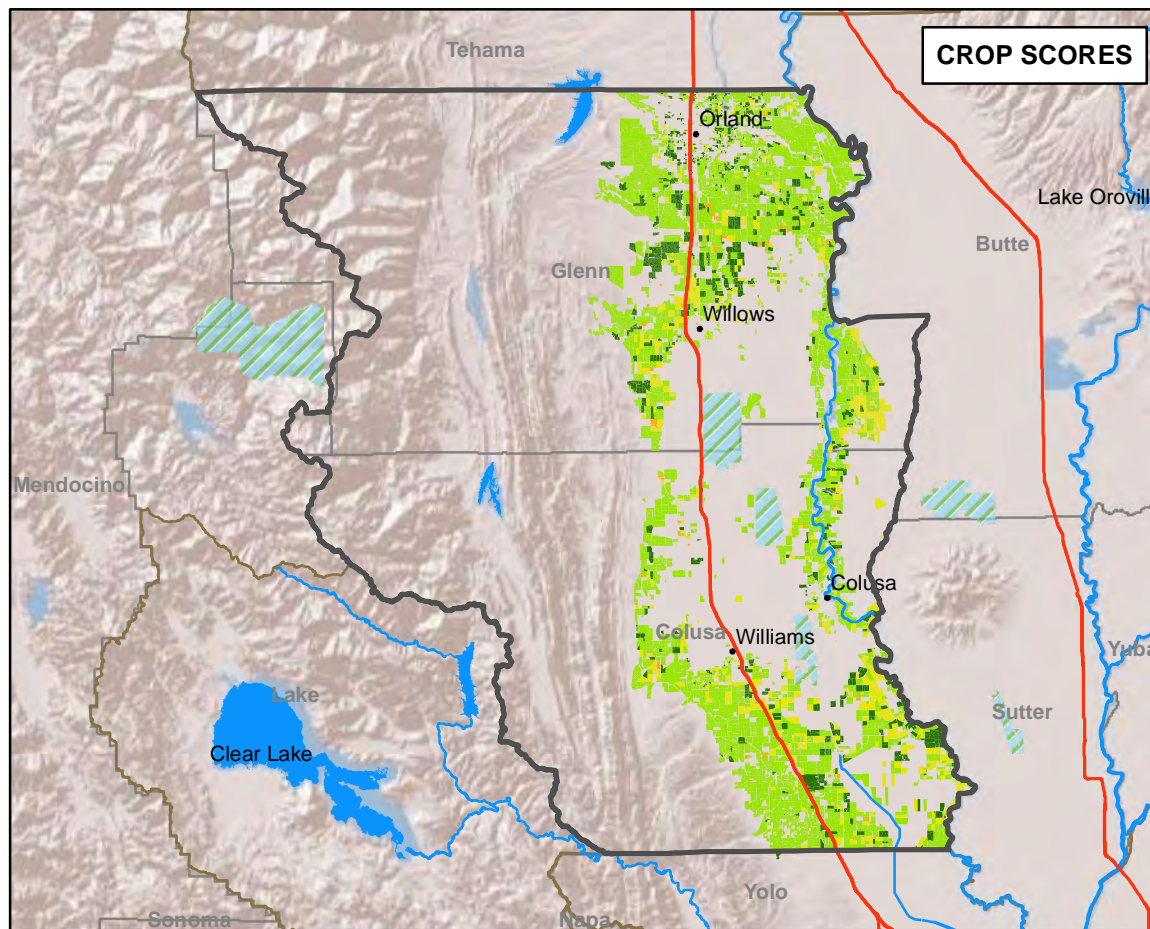 Tehama
CROP SCORES
Orland
Lake Orovill
Butte
Glenn
Willows
Mendocino
Colusa
Colusa
Williams
Yuba
Lake
Sutter
Clear Lake
Yolo
Sonoma
Napa